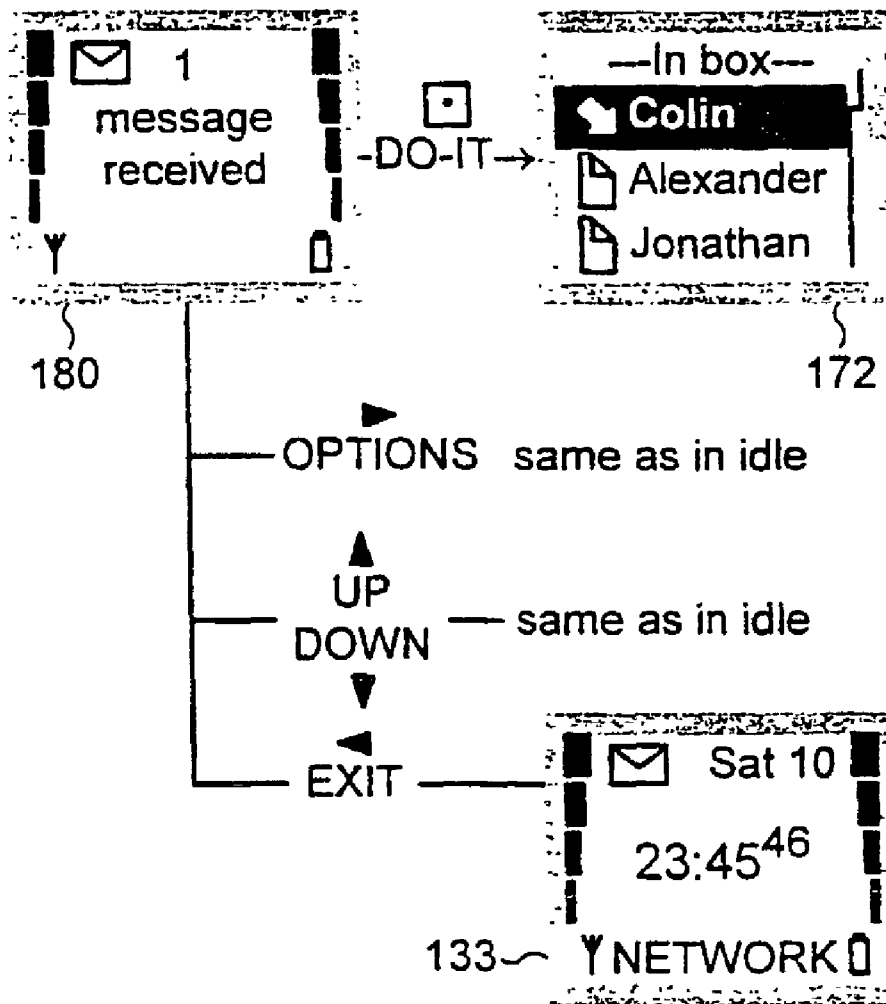 1
message
received
-DO-IT→
---In box---
Colin
Alexander
Jonathan
180
172
OPTIONS same as in idle
UP
DOWN same as in idle
EXIT
Sat 10
23:45 46
133
NETWORK